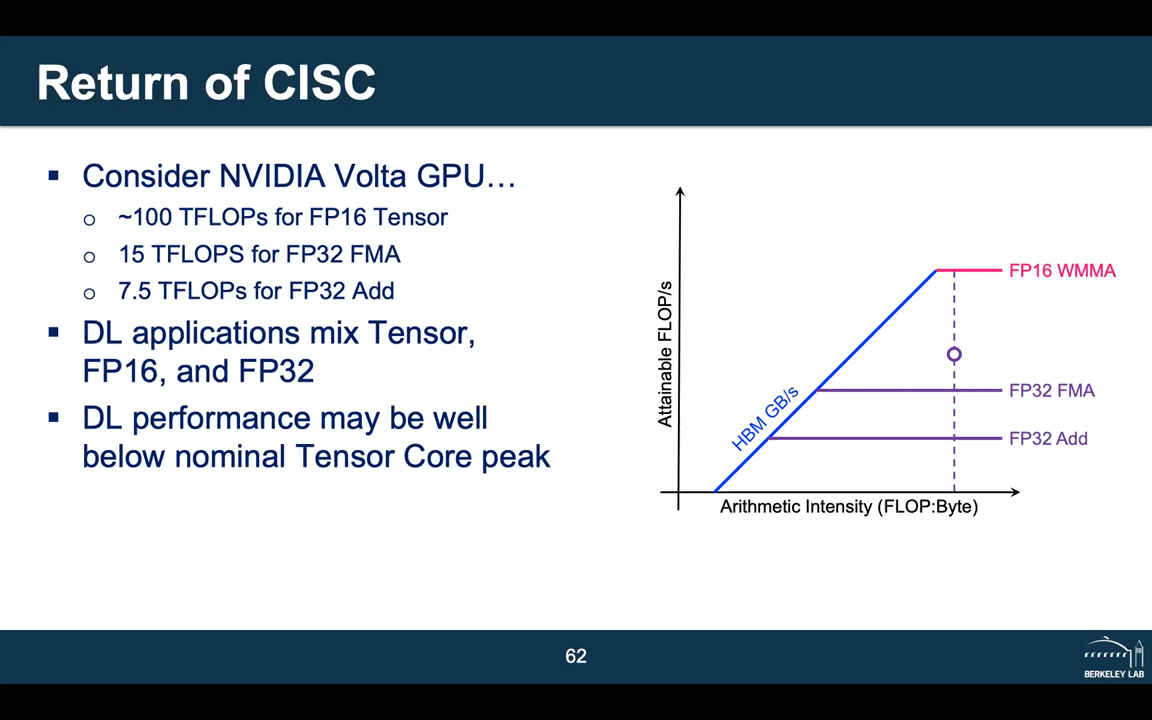 Return of CISC
▪ Consider NVIDIA Volta GPU…
o ~100 TFLOPs for FP16 Tensor
o 15 TFLOPS for FP32 FMA
o 7.5 TFLOPs for FP32 Add
▪ DL applications mix Tensor,
FP16, and FP32
▪ DL performance may be well
below nominal Tensor Core peak
Attainable FLOP/s
HBM GB/s
FP16 WMMA
FP32 FMA
FP32 Add
Arithmetic Intensity (FLOP:Byte)
62
BERKELEY LAB